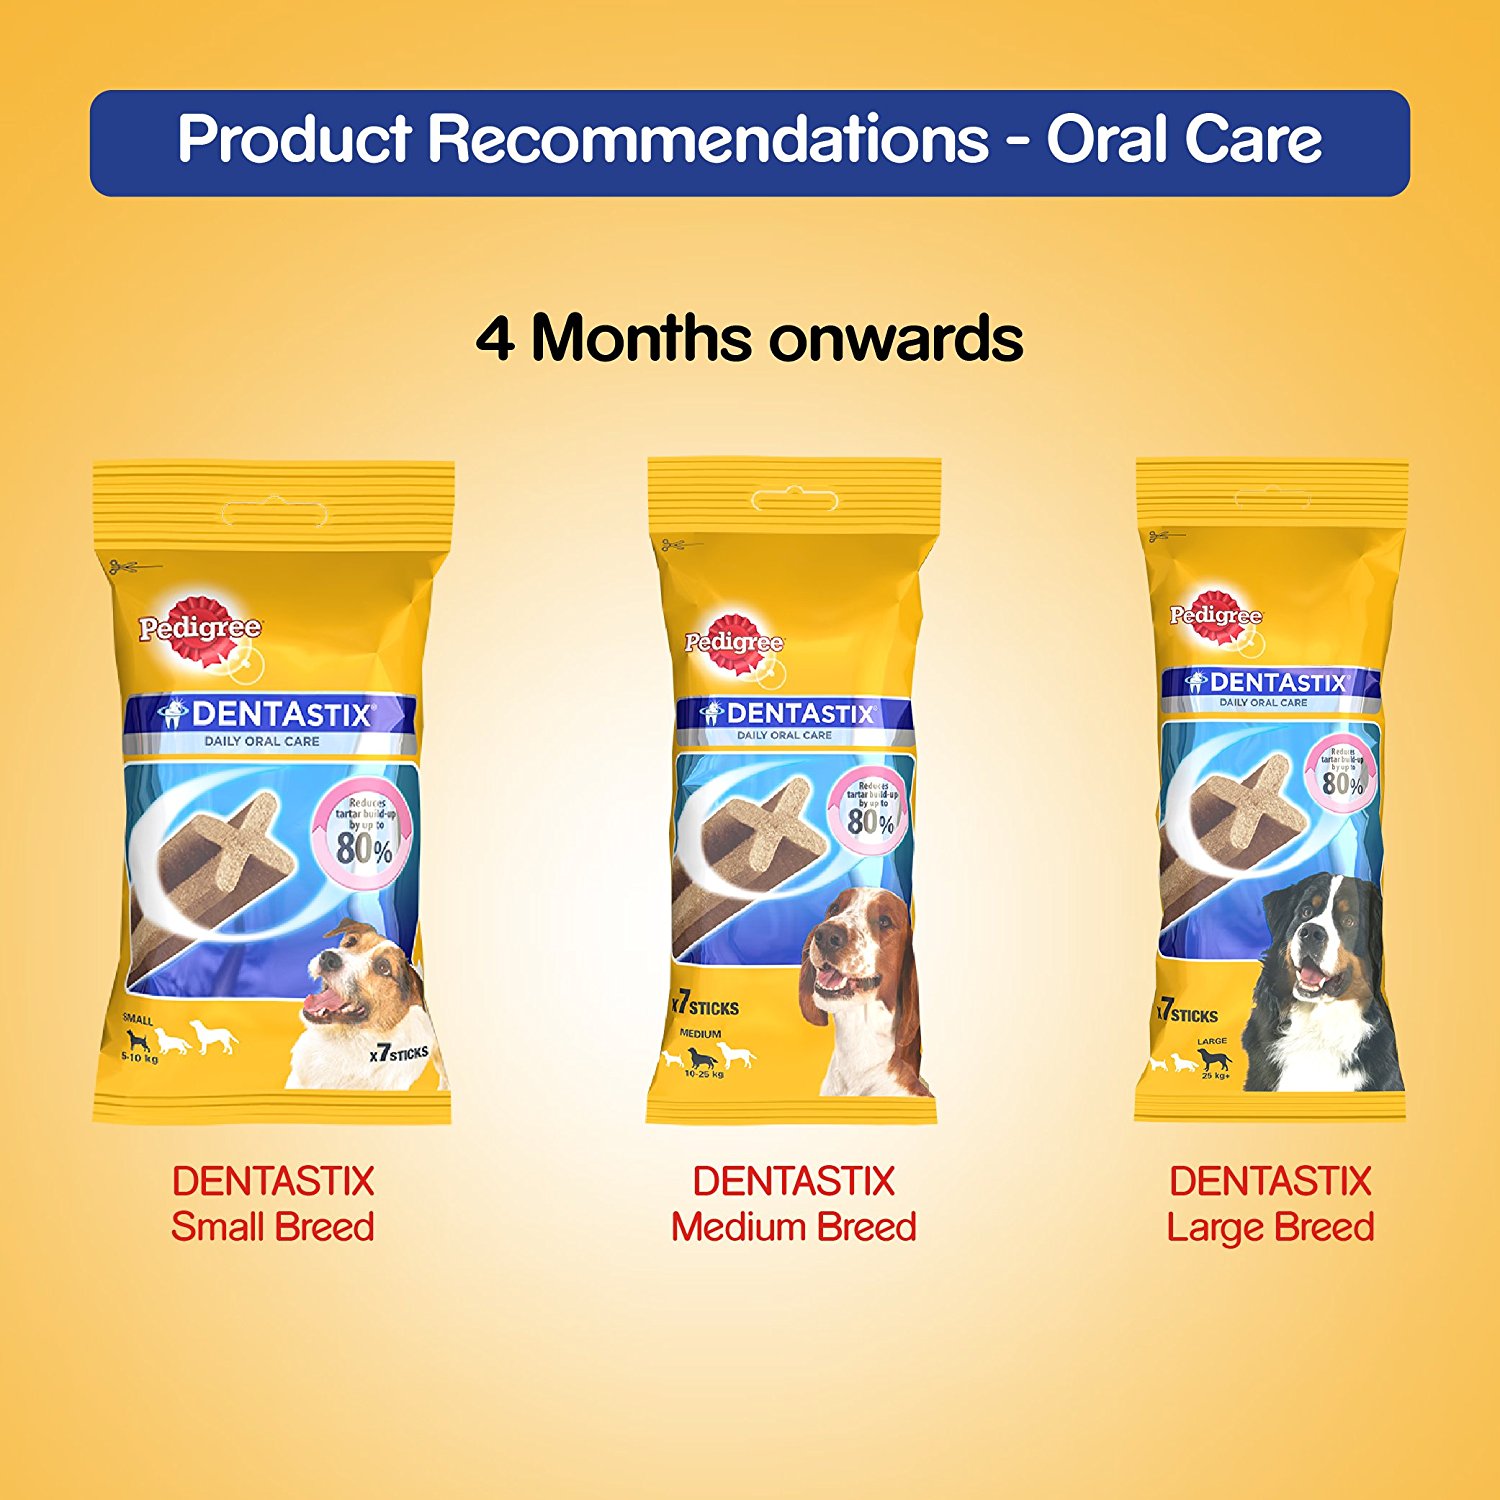 Product Recommendations - Oral Care
4 Months onwards
Pedigree
DENTASTIX®
DAILY ORAL CARE
Reduces
tartar build-up
by up to
80%
SMALL
5-10 kg
x7 STICKS
Pedigree
DENTASTIX®
DAILY ORAL CARE
Reduces
tartar build-up
by up to
80%
x7 STICKS
MEDIUM
10-25 kg
Pedigree
DENTASTIX®
DAILY ORAL CARE
Reduces
tartar build-up
by up to
80%
x7 STICKS
LARGE
25 kg+
DENTASTIX
Small Breed
DENTASTIX
Medium Breed
DENTASTIX
Large Breed